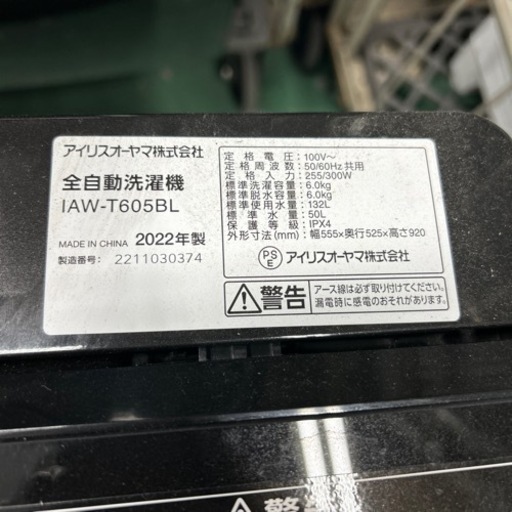 アイリスオーヤマ株式会社
全自動洗濯機
IAW-T605BL
MADE IN CHINA 2022年製
製造番号: 2211030374
定格電圧: 100V～
定格周波数: 50/60Hz共用
定格入力: 255/300W
標準洗濯容量: 6.0kg
標準脱水容量: 6.0kg
標準使用水量: 132L
標準水量: 50L
保護等級: IPX4
外形寸法(mm): 幅555×奥行525×高さ920
PSE アイリスオーヤマ株式会社
警告
アース線は必ず取り付けてください。
漏電時に感電のおそれがあります。
警告